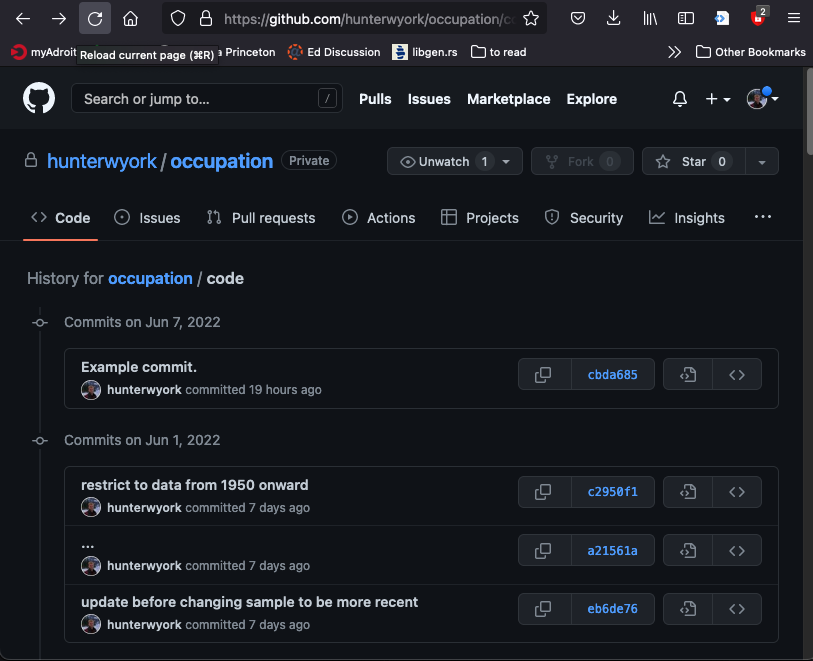 https://github.com/hunterwyork/occupation/c
2
myAdroit
Princeton
Ed Discussion
libgen.rs
to read
Other Bookmarks
Reload current page (⌘R)
Search or jump to...
/
Pulls
Issues
Marketplace
Explore
hunterwyork / occupation
Private
Unwatch 1
Fork 0
Star 0
Code
Issues
Pull requests
Actions
Projects
Security
Insights
...
History for occupation / code
Commits on Jun 7, 2022
Example commit.
cbda685
hunterwyork committed 19 hours ago
Commits on Jun 1, 2022
restrict to data from 1950 onward
c2950f1
hunterwyork committed 7 days ago
...
a21561a
hunterwyork committed 7 days ago
update before changing sample to be more recent
eb6de76
hunterwyork committed 7 days ago